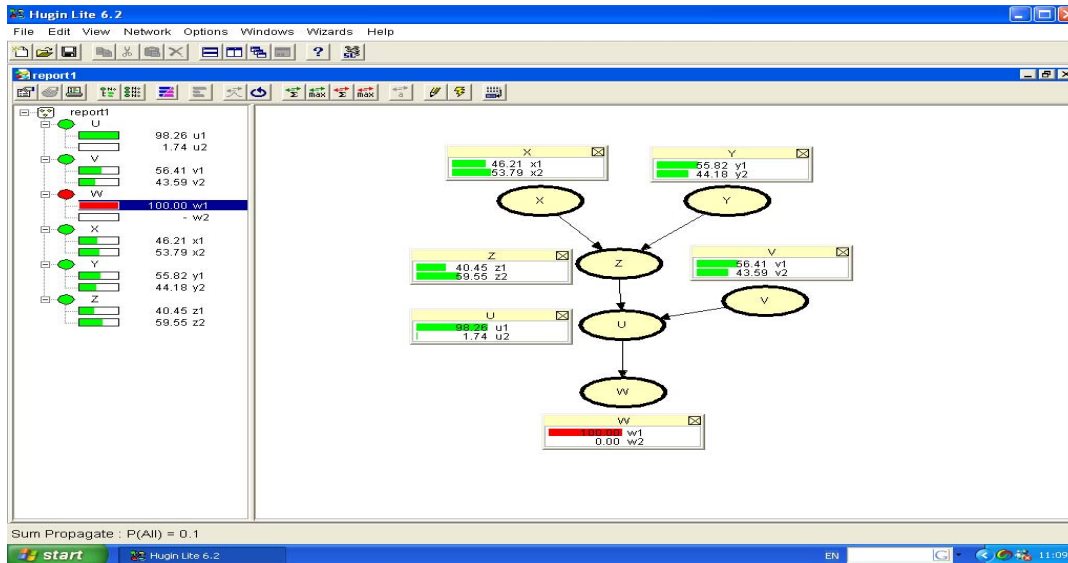 Hugin Lite 6.2
File Edit View Network Options Windows Wizards Help
report1
report1
U
98.26 u1
1.74 u2
V
56.41 v1
43.59 v2
W
100.00 w1
- w2
X
46.21 x1
53.79 x2
Y
55.82 y1
44.18 y2
Z
40.45 z1
59.55 z2
X
46.21 x1
53.79 x2
Y
55.82 y1
44.18 y2
X
Y
Z
40.45 z1
59.55 z2
Z
V
56.41 v1
43.59 v2
V
U
98.26 u1
1.74 u2
U
W
W
100.00 w1
0.00 w2
Sum Propagate : P(All) = 0.1
start Hugin Lite 6.2 EN 11:09